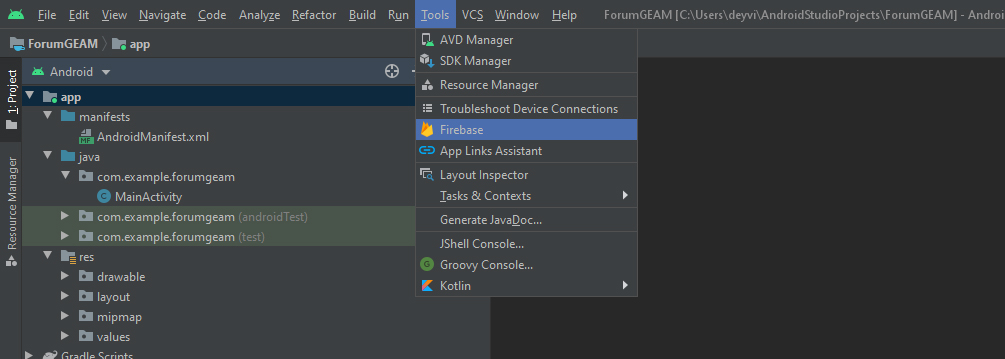 File Edit View Navigate Code Analyze Refactor Build Run Tools VCS Window Help ForumGEAM [C:\Users\deyvi\AndroidStudioProjects\ForumGEAM] - Androi
ForumGEAM app
Android
1: Project
Resource Manager
app
manifests
AndroidManifest.xml
java
com.example.forumgeam
MainActivity
com.example.forumgeam (androidTest)
com.example.forumgeam (test)
res
drawable
layout
mipmap
values
Gradle Scripts
AVD Manager
SDK Manager
Resource Manager
Troubleshoot Device Connections
Firebase
App Links Assistant
Layout Inspector
Tasks & Contexts
Generate JavaDoc...
JShell Console...
Groovy Console...
Kotlin